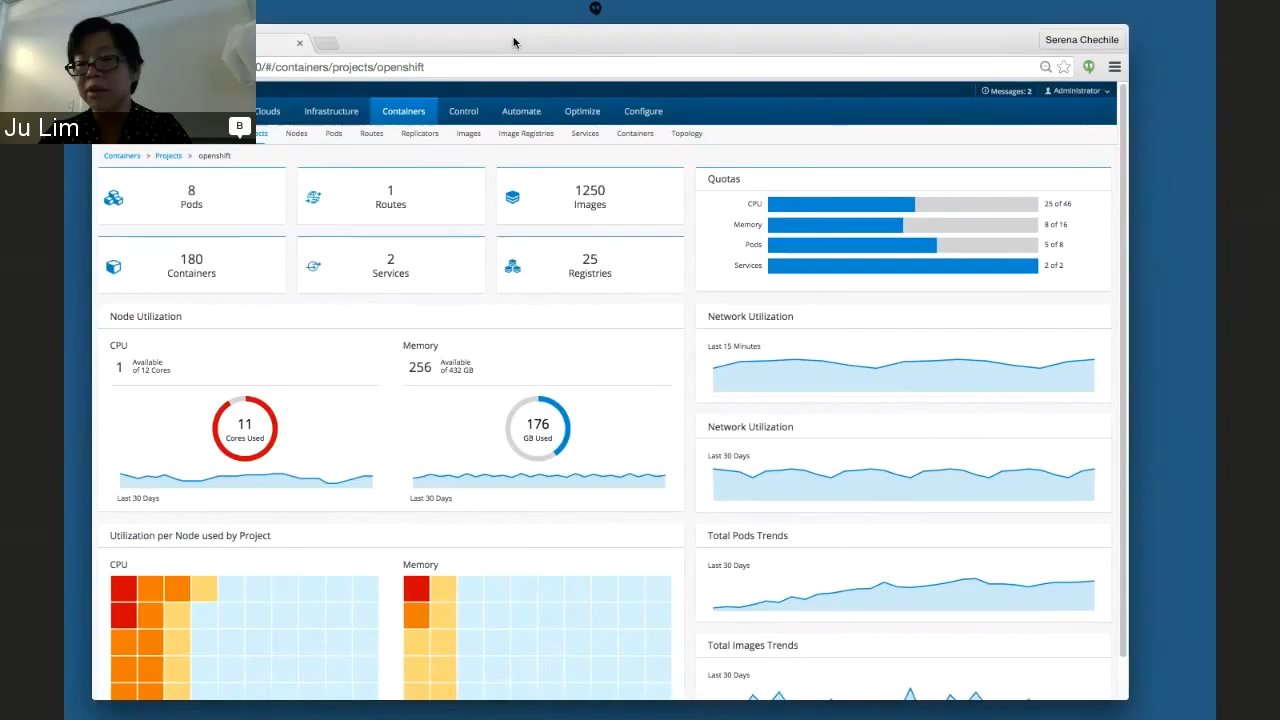 Serena Chechile
0/#/containers/projects/openshift
Messages: 2
Administrator
Clouds
Infrastructure
Containers
Control
Automate
Optimize
Configure
Ju Lim
B
ects
Nodes
Pods
Routes
Replicators
Images
Image Registries
Services
Containers
Topology
Containers » Projects » openshift
8
Pods
1
Routes
1250
Images
180
Containers
2
Services
25
Registries
Quotas
CPU
25 of 46
Memory
8 of 16
Pods
5 of 8
Services
2 of 2
Node Utilization
CPU
1
Available
of 12 Cores
11
Cores Used
Last 30 Days
Memory
256
Available
of 432 GB
176
GB Used
Last 30 Days
Network Utilization
Last 15 Minutes
Network Utilization
Last 30 Days
Utilization per Node used by Project
CPU
Memory
Total Pods Trends
Last 30 Days
Total Images Trends
Last 30 Days